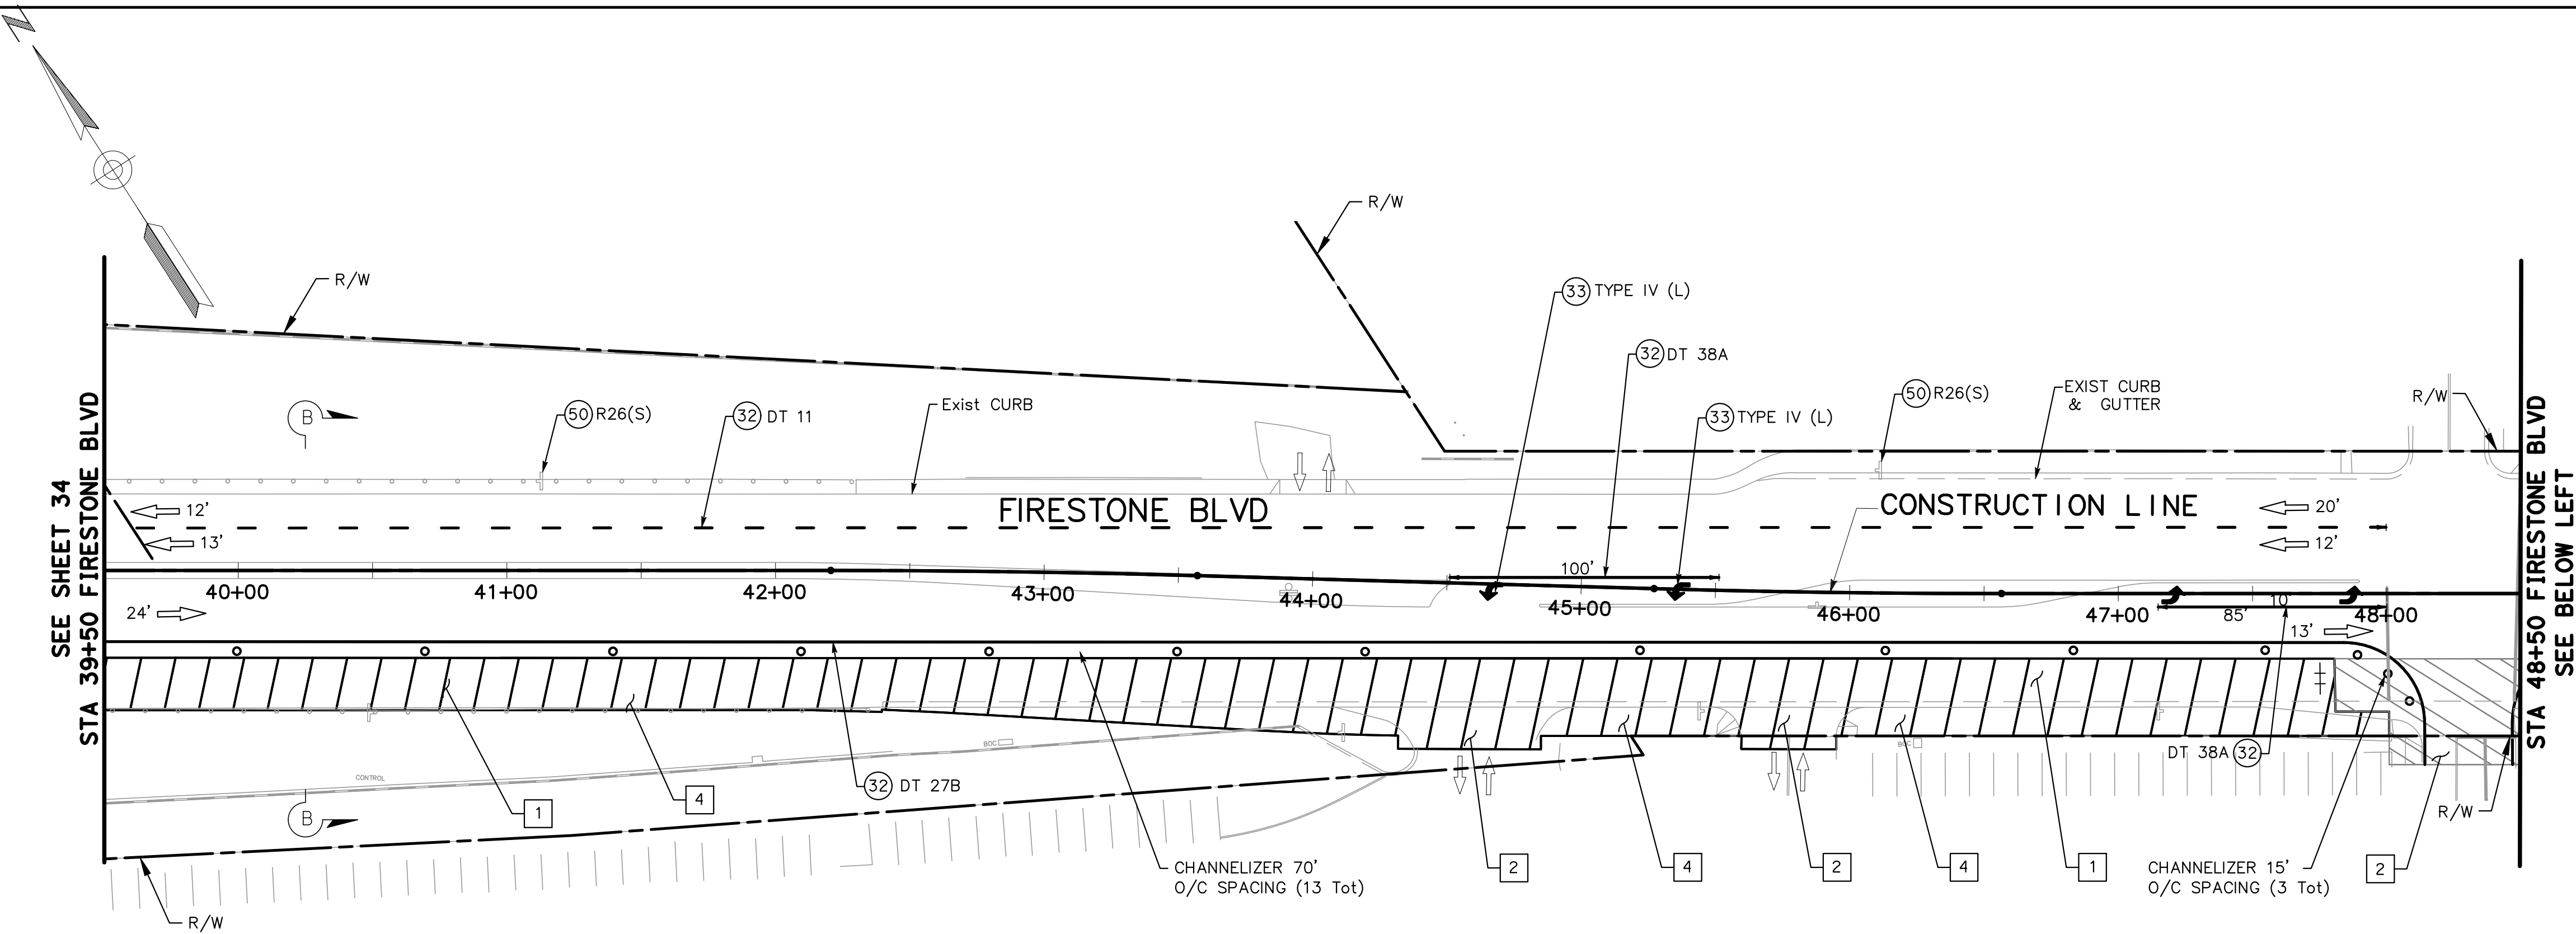 N
R/W
R/W
33 TYPE IV (L)
32 DT 38A
SEE SHEET 34
STA 39+50 FIRESTONE BLVD
B
50 R26(S)
32 DT 11
Exist CURB
33 TYPE IV (L)
50 R26(S)
EXIST CURB
& GUTTER
R/W
STA 48+50 FIRESTONE BLVD
SEE BELOW LEFT
12'
13'
FIRESTONE BLVD
CONSTRUCTION LINE
20'
12'
100'
40+00
41+00
42+00
43+00
44+00
45+00
46+00
47+00
10'
85'
48+00
24'
13'
BOC
BOC
CONTROL
32 DT 27B
DT 38A 32
B
1
4
R/W
CHANNELIZER 70'
O/C SPACING (13 Tot)
2
4
2
4
1
CHANNELIZER 15'
O/C SPACING (3 Tot)
2
R/W